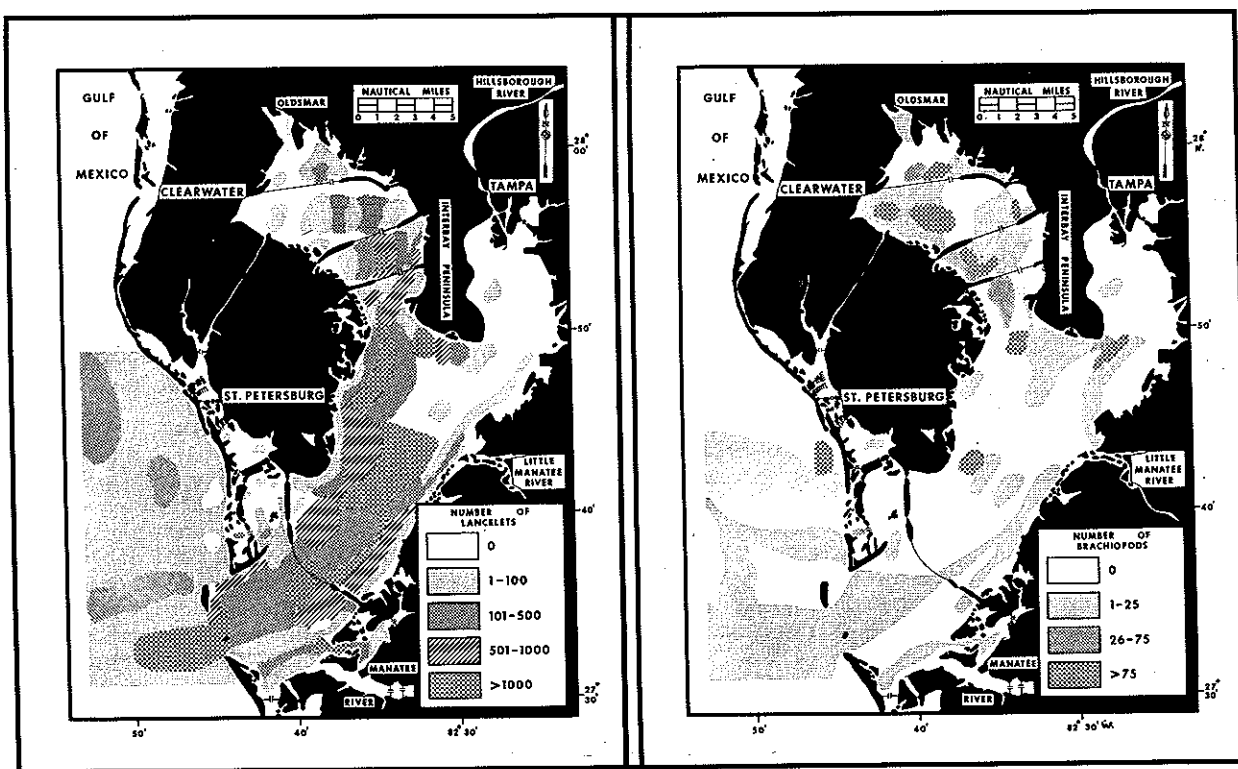 GULF
OF
MEXICO
OLDSMAR
NAUTICAL MILES
0 1 2 3 4 5
HILLSBOROUGH
RIVER
28°
00'
CLEARWATER
TAMPA
INTERBAY PENINSULA
50'
ST. PETERSBURG
LITTLE
MANATEE
RIVER
40'
NUMBER OF
LANCELETS
0
1-100
101-500
501-1000
>1000
MANATEE
RIVER
27°
30'
50'
40'
82° 30'
GULF
OF
MEXICO
OLDSMAR
NAUTICAL MILES
0 1 2 3 4 5
HILLSBOROUGH
RIVER
28°
N.
CLEARWATER
TAMPA
INTERBAY PENINSULA
50'
ST. PETERSBURG
LITTLE
MANATEE
RIVER
40'
NUMBER OF
BRACHIOPODS
0
1-25
26-75
>75
MANATEE
RIVER
27°
30'
50'
40'
82° 30'